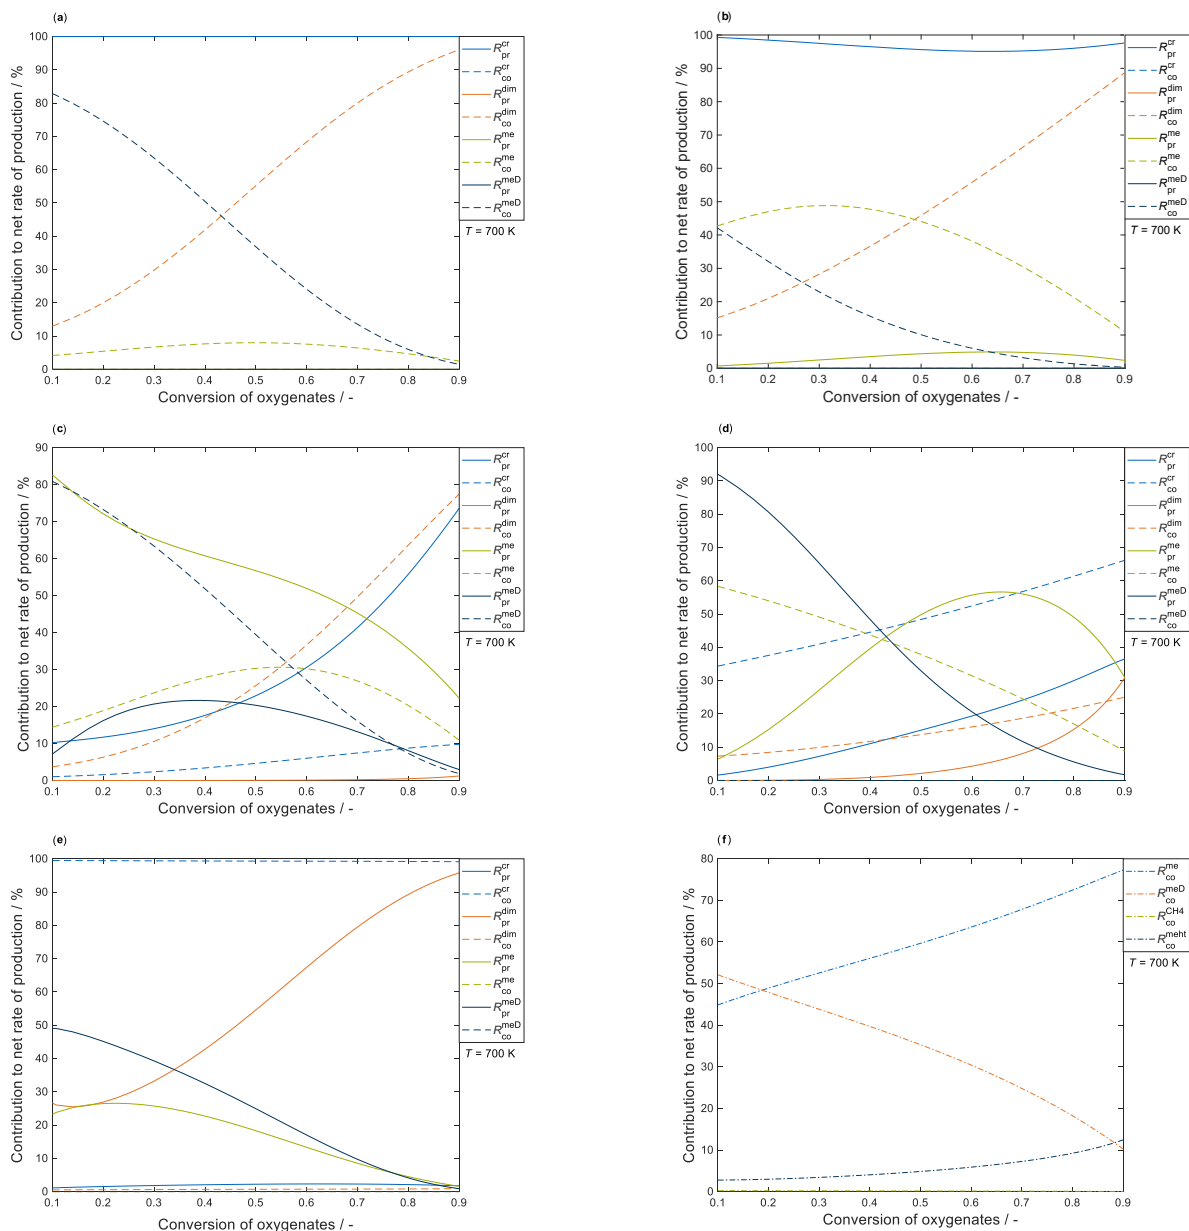 (a)
Contribution to net rate of production / %
100
90
80
70
60
50
40
30
20
10
0
0.1 0.2 0.3 0.4 0.5 0.6 0.7 0.8 0.9
Conversion of oxygenates / -
R^cr_pr
R^cr_co
R^dim_pr
R^dim_co
R^me_pr
R^me_co
R^meD_pr
R^meD_co
T = 700 K
(b)
Contribution to net rate of production / %
100
90
80
70
60
50
40
30
20
10
0
0.1 0.2 0.3 0.4 0.5 0.6 0.7 0.8 0.9
Conversion of oxygenates / -
R^cr_pr
R^cr_co
R^dim_pr
R^dim_co
R^me_pr
R^me_co
R^meD_pr
R^meD_co
T = 700 K
(c)
Contribution to net rate of production / %
90
80
70
60
50
40
30
20
10
0
0.1 0.2 0.3 0.4 0.5 0.6 0.7 0.8 0.9
Conversion of oxygenates / -
R^cr_pr
R^cr_co
R^dim_pr
R^dim_co
R^me_pr
R^me_co
R^meD_pr
R^meD_co
T = 700 K
(d)
Contribution to net rate of production / %
100
90
80
70
60
50
40
30
20
10
0
0.1 0.2 0.3 0.4 0.5 0.6 0.7 0.8 0.9
Conversion of oxygenates / -
R^cr_pr
R^cr_co
R^dim_pr
R^dim_co
R^me_pr
R^me_co
R^meD_pr
R^meD_co
T = 700 K
(e)
Contribution to net rate of production / %
100
90
80
70
60
50
40
30
20
10
0
0.1 0.2 0.3 0.4 0.5 0.6 0.7 0.8 0.9
Conversion of oxygenates / -
R^cr_pr
R^cr_co
R^dim_pr
R^dim_co
R^me_pr
R^me_co
R^meD_pr
R^meD_co
T = 700 K
(f)
Contribution to net rate of production / %
80
70
60
50
40
30
20
10
0
0.1 0.2 0.3 0.4 0.5 0.6 0.7 0.8 0.9
Conversion of oxygenates / -
R^me_co
R^meD_co
R^CH4_co
R^meht_co
T = 700 K